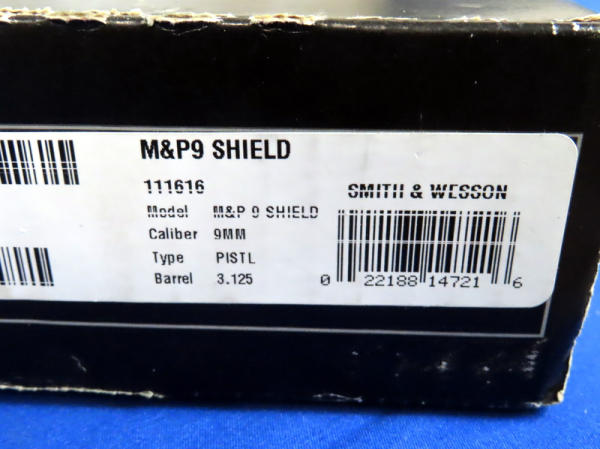 M&P9 SHIELD
111616
SMITH & WESSON
Model M&P 9 SHIELD
Caliber 9MM
Type PISTL
Barrel 3.125
0 22188 14721 6